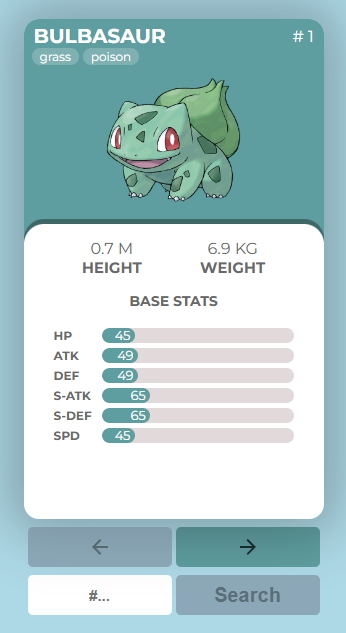 BULBASAUR # 1
grass poison
0.7 M 6.9 KG
HEIGHT WEIGHT
BASE STATS
HP 45
ATK 49
DEF 49
S-ATK 65
S-DEF 65
SPD 45
#... Search